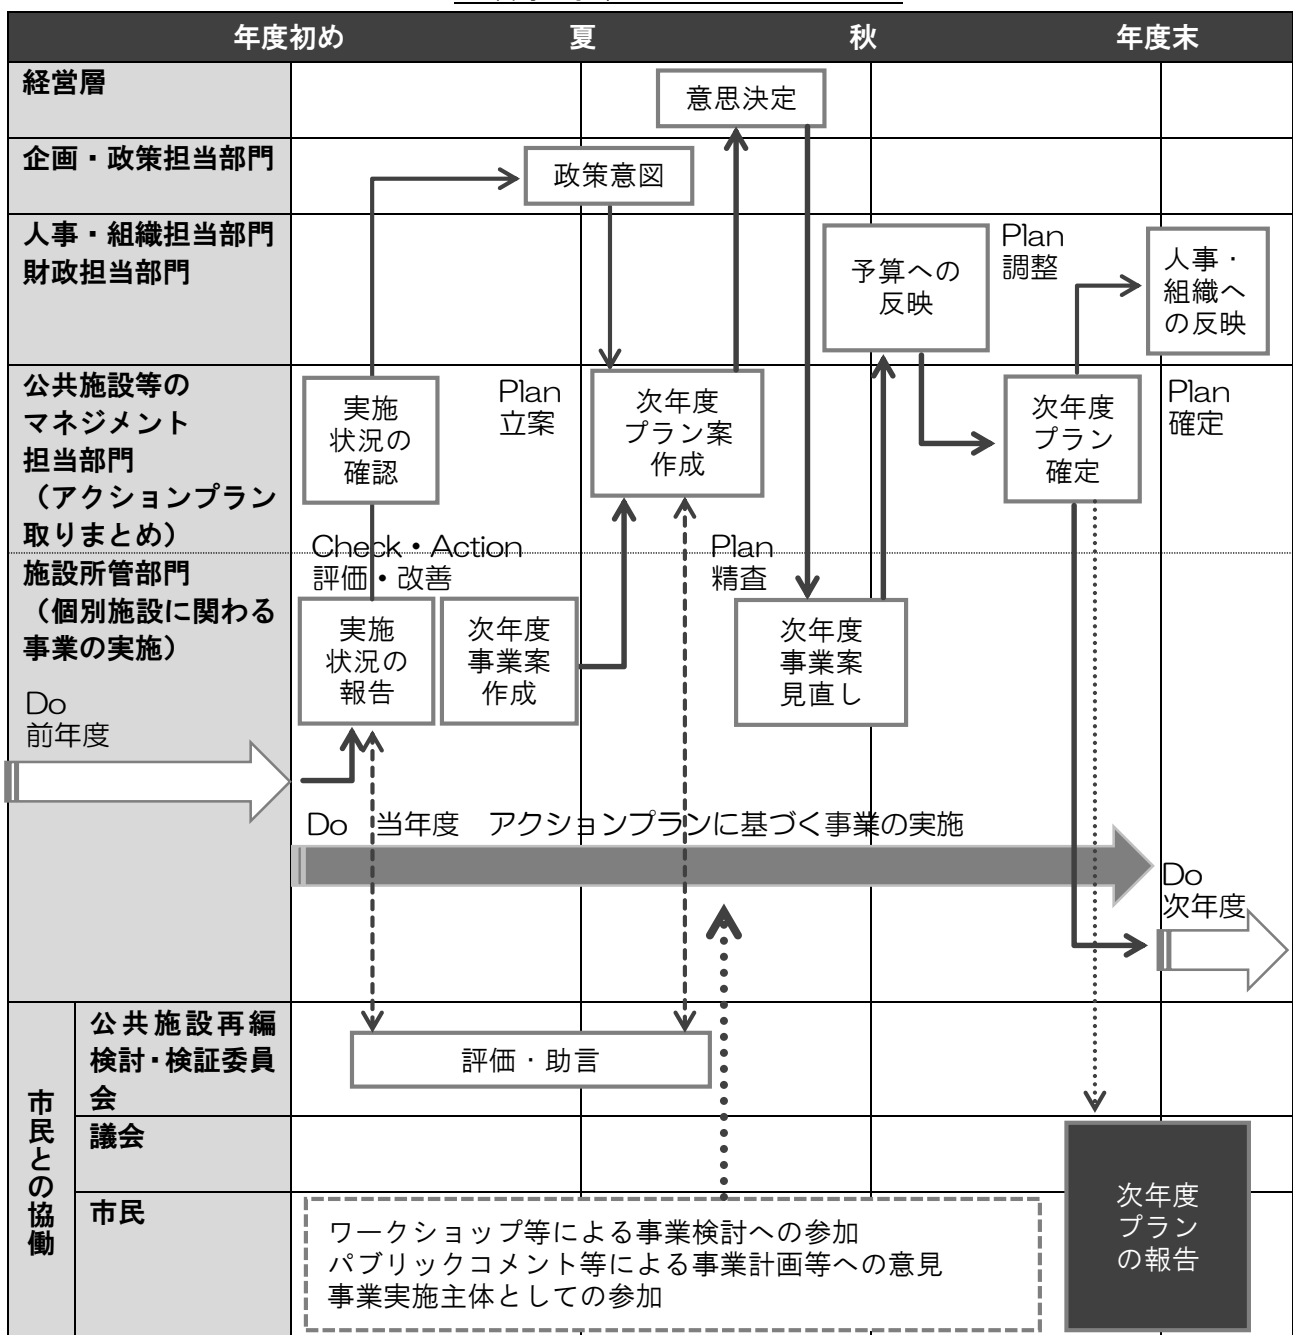 年度初め 夏 秋 年度末
経営層
意思決定
企画・政策担当部門
政策意図
人事・組織担当部門
財政担当部門
予算への
反映
Plan
調整
人事・
組織へ
の反映
公共施設等の
マネジメント
担当部門
（アクションプラン
取りまとめ）
実施
状況の
確認
Plan
立案
次年度
プラン案
作成
次年度
プラン
確定
Plan
確定
Check・Action
評価・改善
Plan
精査
施設所管部門
（個別施設に関わる
事業の実施）
実施
状況の
報告
次年度
事業案
作成
次年度
事業案
見直し
Do
前年度
Do 当年度 アクションプランに基づく事業の実施
Do
次年度
市民との協働
公共施設再編
検討・検証委員
会
評価・助言
議会
市民
ワークショップ等による事業検討への参加
パブリックコメント等による事業計画等への意見
事業実施主体としての参加
次年度
プラン
の報告